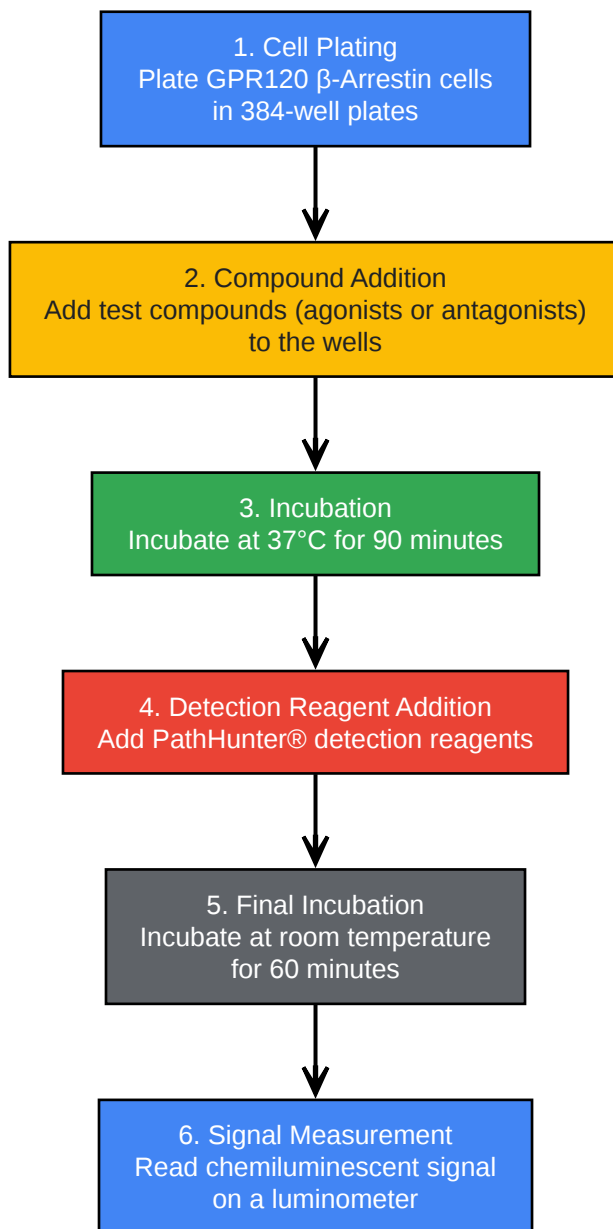 1. Cell Plating
Plate GPR120 β-Arrestin cells
in 384-well plates
2. Compound Addition
Add test compounds (agonists or antagonists)
to the wells
3. Incubation
Incubate at 37°C for 90 minutes
4. Detection Reagent Addition
Add PathHunter® detection reagents
5. Final Incubation
Incubate at room temperature
for 60 minutes
6. Signal Measurement
Read chemiluminescent signal
on a luminometer